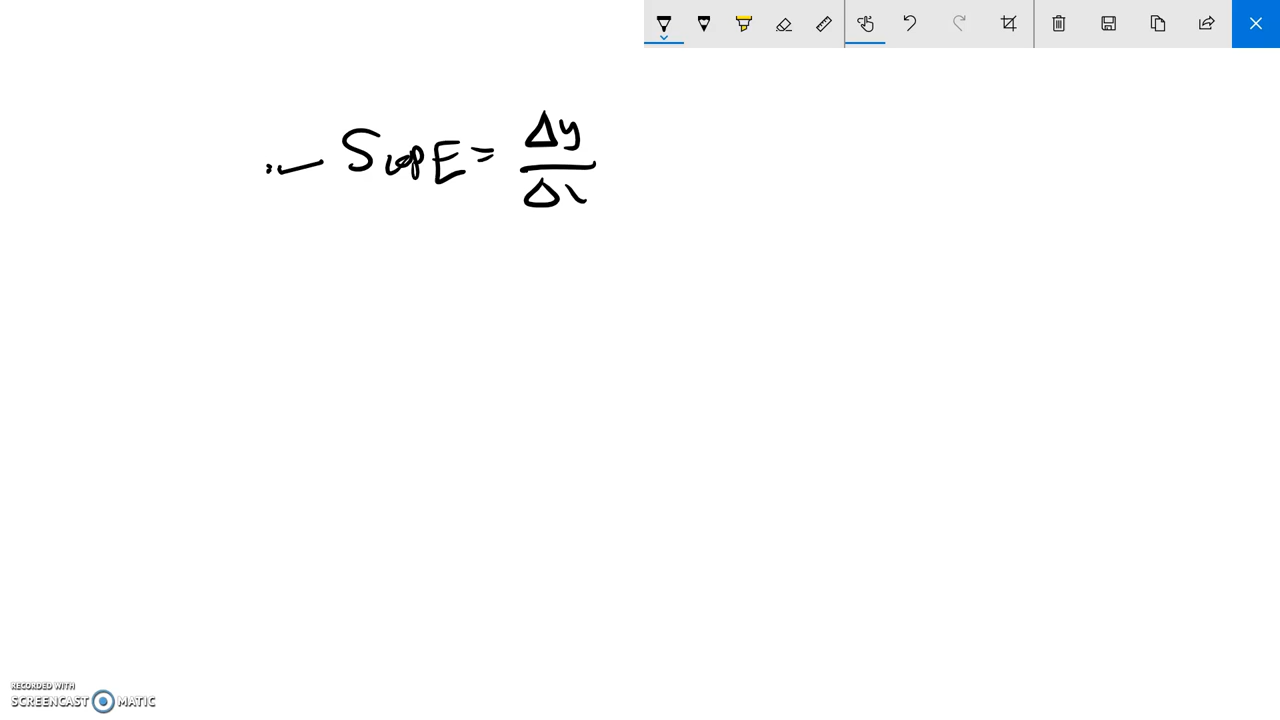 SlopE = Δy
Δx
RECORDED WITH
SCREENCAST MATIC